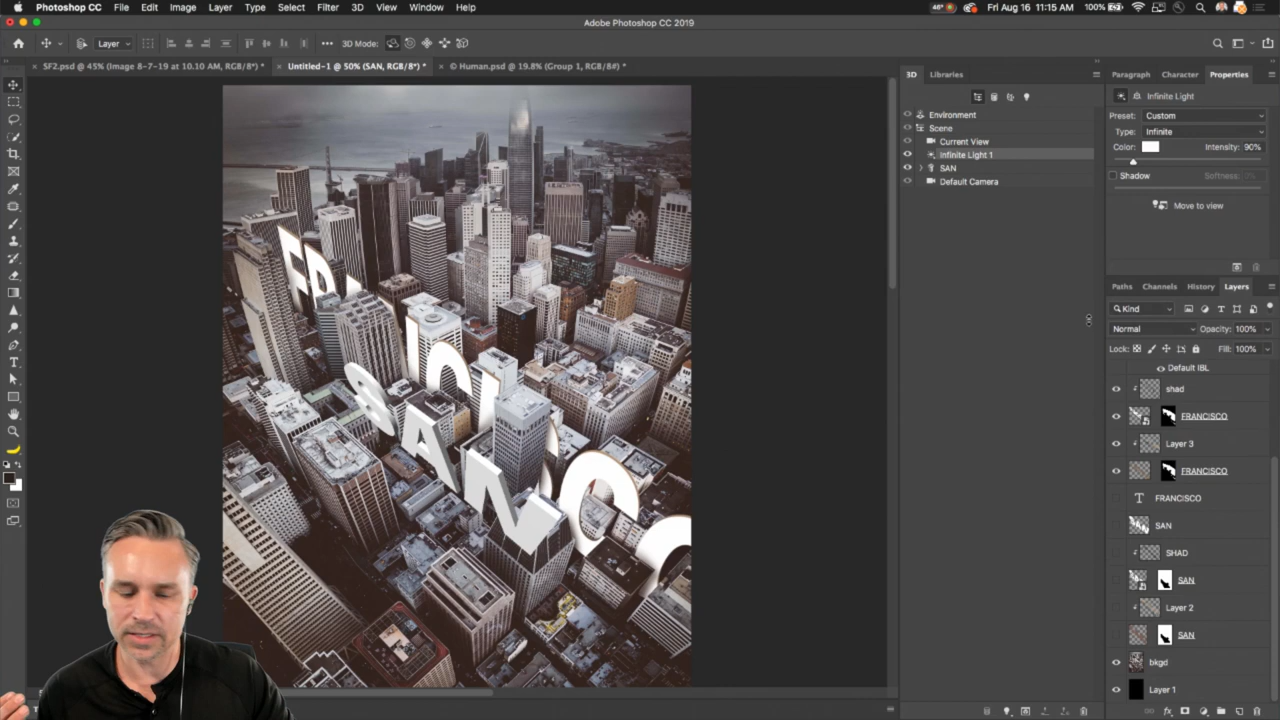 Photoshop CC File Edit Image Layer Type Select Filter 3D View Window Help
48° Fri Aug 16 11:15 AM 100%
Adobe Photoshop CC 2019
Layer 3D Mode:
SF2.psd @ 45% (Image 8-7-19 at 10.10 AM, RGB/8*) *
Untitled-1 @ 50% (SAN, RGB/8*) *
© Human.psd @ 19.8% (Group 1, RGB/8#) *
3D Libraries
Environment
Scene
Current View
Infinite Light 1
SAN
Default Camera
Paragraph Character Properties
Infinite Light
Preset: Custom
Type: Infinite
Color: Intensity: 90%
Shadow Softness: 0%
Move to view
Paths Channels History Layers
Kind
Normal Opacity: 100%
Lock: Fill: 100%
Default IBL
shad
FRANCISCO
Layer 3
FRANCISCO
FRANCISCO
SAN
SHAD
SAN
Layer 2
SAN
bkgd
Layer 1
SAN